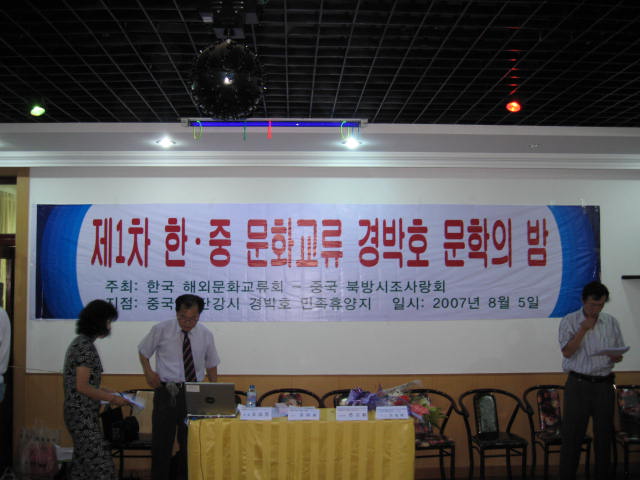 제1차 한·중 문화교류 경박호 문학의 밤
주최: 한국 해외문화교류회 - 중국 북방시조사랑회
지점: 중국 경박호 민족휴양지 일시: 2007년 8월 5일